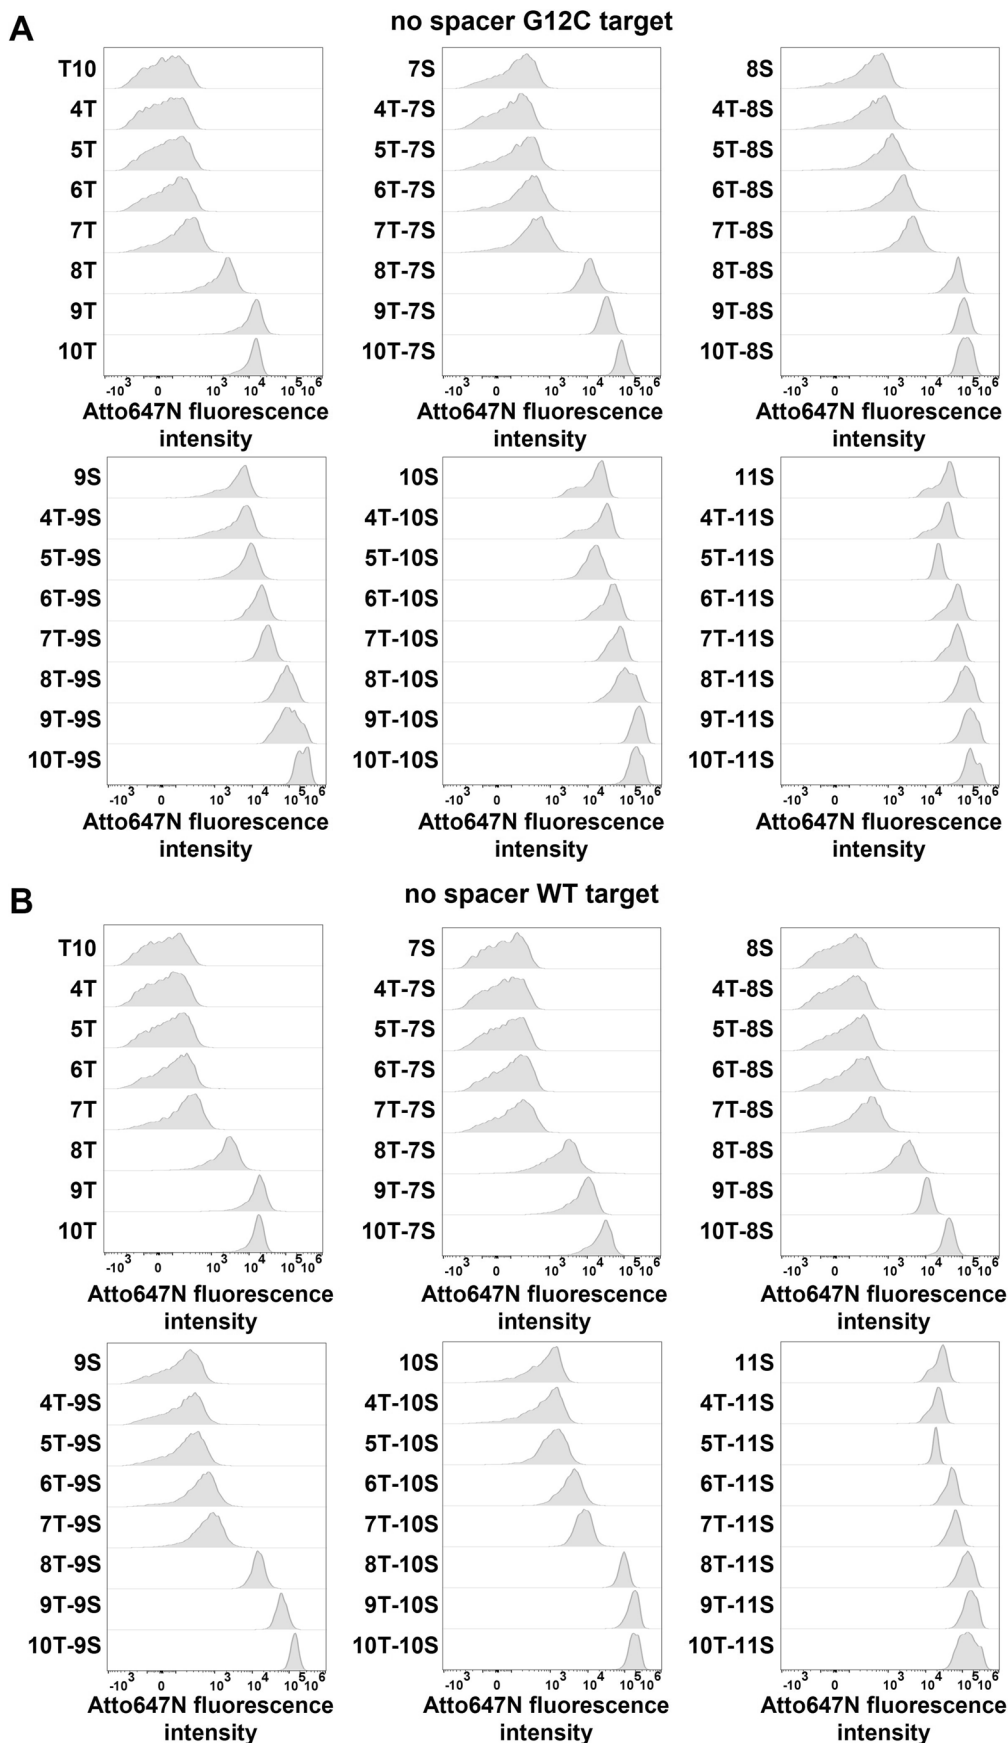 A
no spacer G12C target
T10
4T
5T
6T
7T
8T
9T
10T
-10³ 0 10³ 10⁴ 10⁵ 10⁶
Atto647N fluorescence
intensity
7S
4T-7S
5T-7S
6T-7S
7T-7S
8T-7S
9T-7S
10T-7S
-10³ 0 10³ 10⁴ 10⁵ 10⁶
Atto647N fluorescence
intensity
8S
4T-8S
5T-8S
6T-8S
7T-8S
8T-8S
9T-8S
10T-8S
-10³ 0 10³ 10⁴ 10⁵ 10⁶
Atto647N fluorescence
intensity
9S
4T-9S
5T-9S
6T-9S
7T-9S
8T-9S
9T-9S
10T-9S
-10³ 0 10³ 10⁴ 10⁵ 10⁶
Atto647N fluorescence
intensity
10S
4T-10S
5T-10S
6T-10S
7T-10S
8T-10S
9T-10S
10T-10S
-10³ 0 10³ 10⁴ 10⁵ 10⁶
Atto647N fluorescence
intensity
11S
4T-11S
5T-11S
6T-11S
7T-11S
8T-11S
9T-11S
10T-11S
-10³ 0 10³ 10⁴ 10⁵ 10⁶
Atto647N fluorescence
intensity
B
no spacer WT target
T10
4T
5T
6T
7T
8T
9T
10T
-10³ 0 10³ 10⁴ 10⁵ 10⁶
Atto647N fluorescence
intensity
7S
4T-7S
5T-7S
6T-7S
7T-7S
8T-7S
9T-7S
10T-7S
-10³ 0 10³ 10⁴ 10⁵ 10⁶
Atto647N fluorescence
intensity
8S
4T-8S
5T-8S
6T-8S
7T-8S
8T-8S
9T-8S
10T-8S
-10³ 0 10³ 10⁴ 10⁵ 10⁶
Atto647N fluorescence
intensity
9S
4T-9S
5T-9S
6T-9S
7T-9S
8T-9S
9T-9S
10T-9S
-10³ 0 10³ 10⁴ 10⁵ 10⁶
Atto647N fluorescence
intensity
10S
4T-10S
5T-10S
6T-10S
7T-10S
8T-10S
9T-10S
10T-10S
-10³ 0 10³ 10⁴ 10⁵ 10⁶
Atto647N fluorescence
intensity
11S
4T-11S
5T-11S
6T-11S
7T-11S
8T-11S
9T-11S
10T-11S
-10³ 0 10³ 10⁴ 10⁵ 10⁶
Atto647N fluorescence
intensity